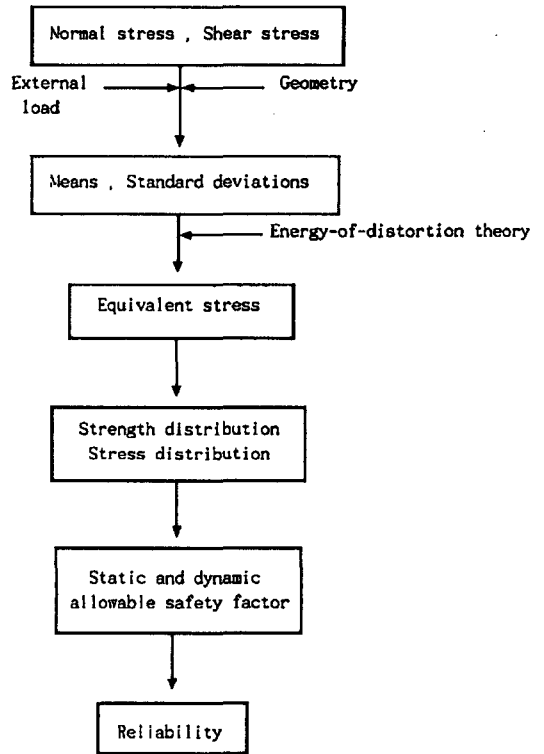 Normal stress , Shear stress
External
load
Geometry
Means , Standard deviations
Energy-of-distortion theory
Equivalent stress
Strength distribution
Stress distribution
Static and dynamic
allowable safety factor
Reliability